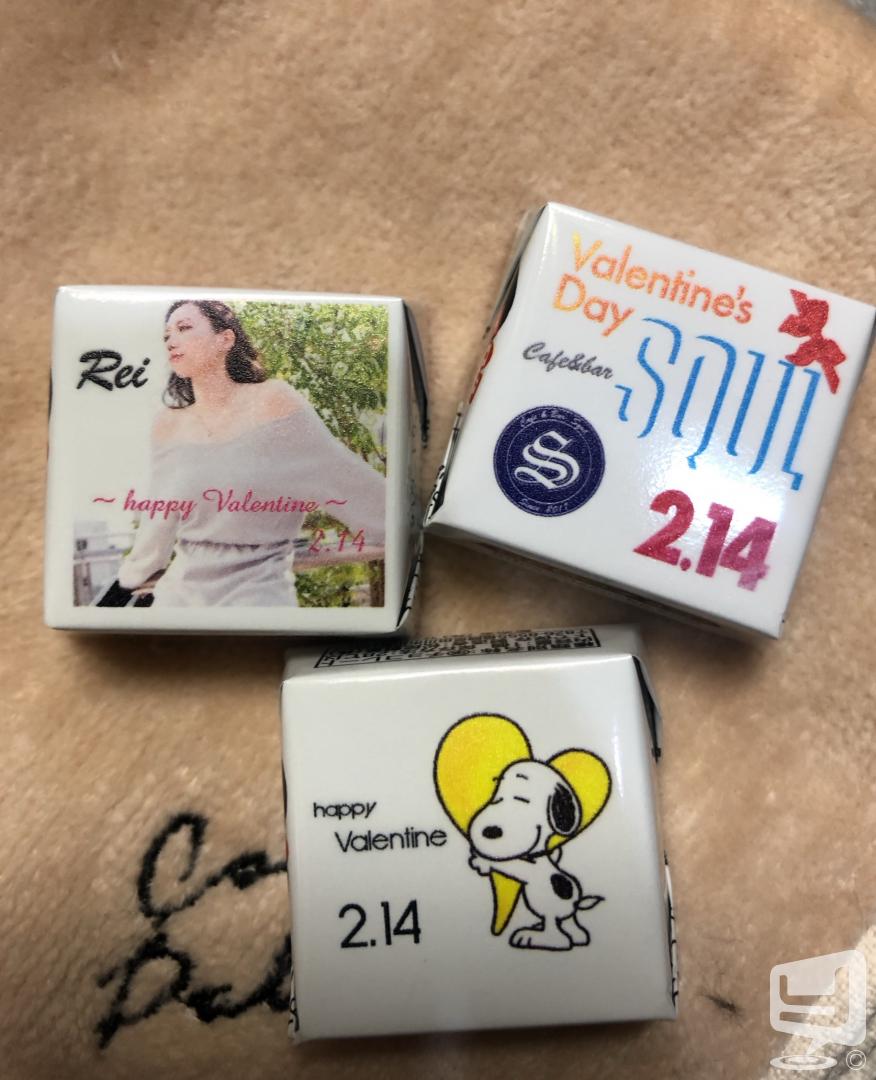 Rei
~ happy Valentine ~
2.14
Valentine's
Day
Cafe&bar
SOUL
S
2.14
happy
Valentine
2.14